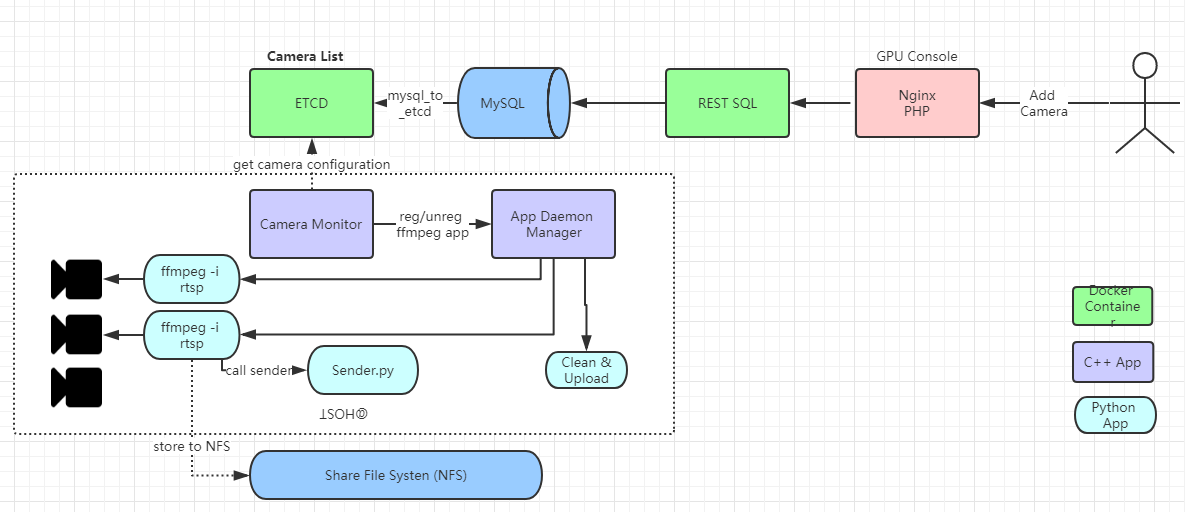 Camera List
GPU Console
ETCD
mysql_to
_etcd
MySQL
REST SQL
Nginx
PHP
Add
Camera
get camera configuration
Camera Monitor
reg/unreg
ffmpeg app
App Daemon
Manager
ffmpeg -i
rtsp
ffmpeg -i
rtsp
call sender
Sender.py
Clean &
Upload
@HOST
store to NFS
Share File Systen (NFS)
Docker
Containe
r
C++ App
Python
App